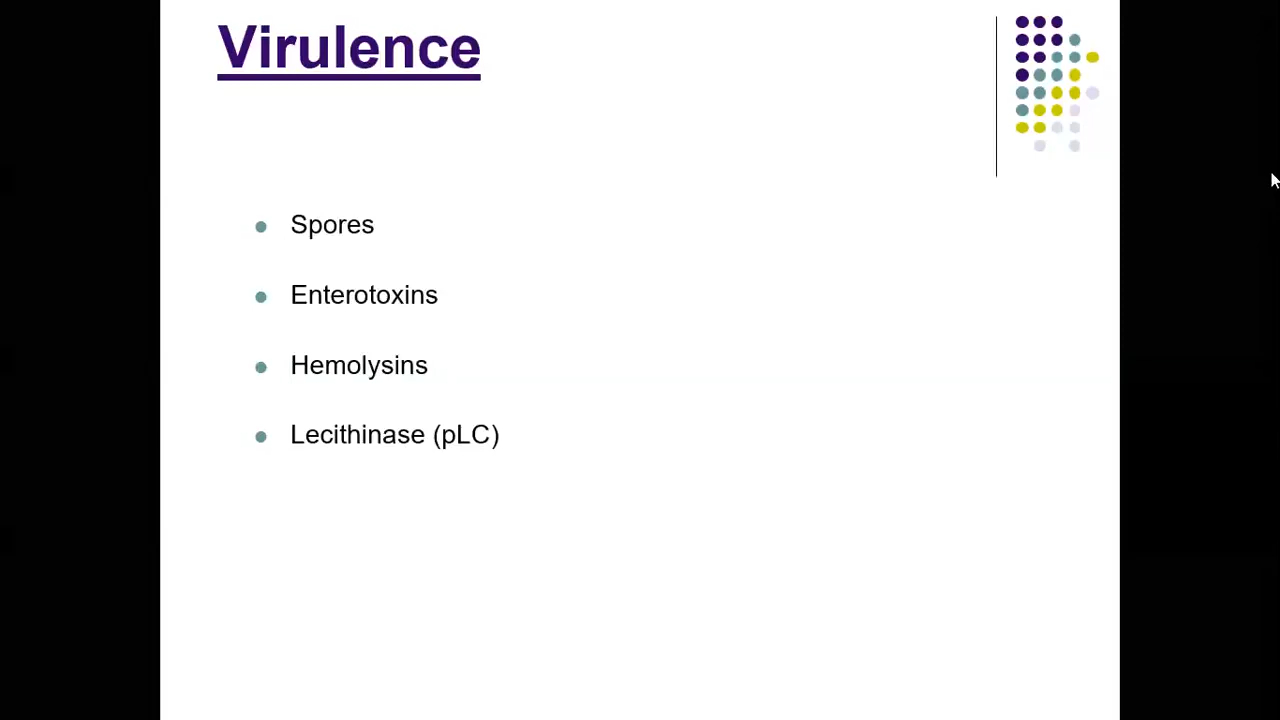 Virulence
Spores
Enterotoxins
Hemolysins
Lecithinase (pLC)